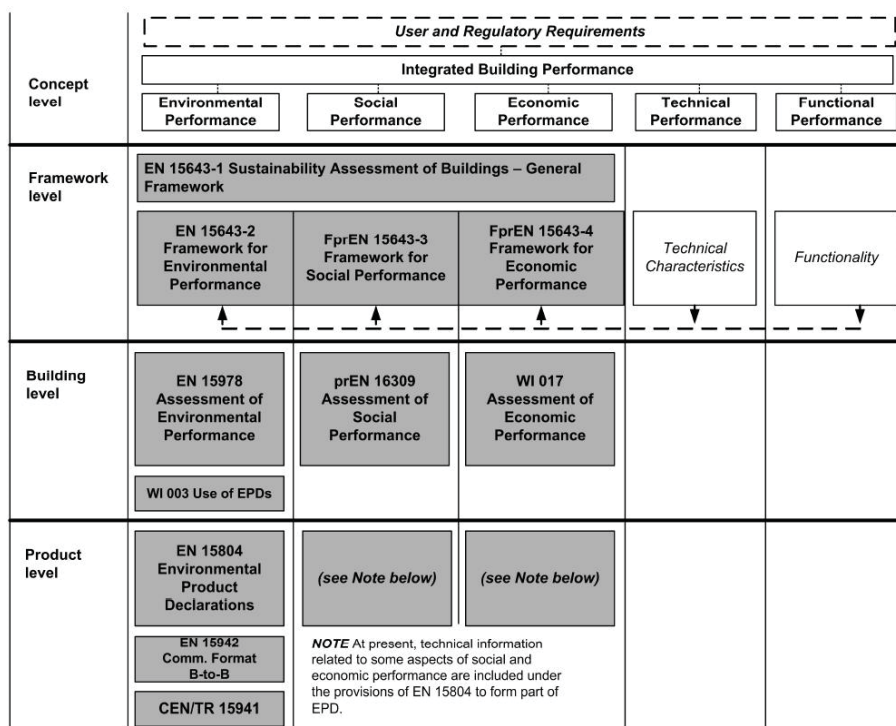 User and Regulatory Requirements
Concept
level
Integrated Building Performance
Environmental
Performance
Social
Performance
Economic
Performance
Technical
Performance
Functional
Performance
Framework
level
EN 15643-1 Sustainability Assessment of Buildings – General
Framework
EN 15643-2
Framework for
Environmental
Performance
FprEN 15643-3
Framework for
Social Performance
FprEN 15643-4
Framework for
Economic
Performance
Technical
Characteristics
Functionality
Building
level
EN 15978
Assessment of
Environmental
Performance
prEN 16309
Assessment of
Social
Performance
WI 017
Assessment of
Economic
Performance
WI 003 Use of EPDs
Product
level
EN 15804
Environmental
Product
Declarations
(see Note below)
(see Note below)
EN 15942
Comm. Format
B-to-B
CEN/TR 15941
NOTE At present, technical information
related to some aspects of social and
economic performance are included under
the provisions of EN 15804 to form part of
EPD.